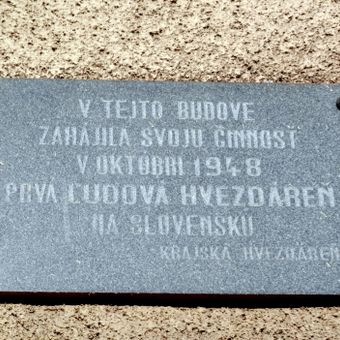 V TEJTO BUDOVE
ZAHÁJILA SVOJU ČINNOSŤ
V OKTÓBRI 1948
PRVÁ ĽUDOVÁ HVEZDÁREŇ
NA SLOVENSKU
KRAJSKÁ HVEZDÁREŇ